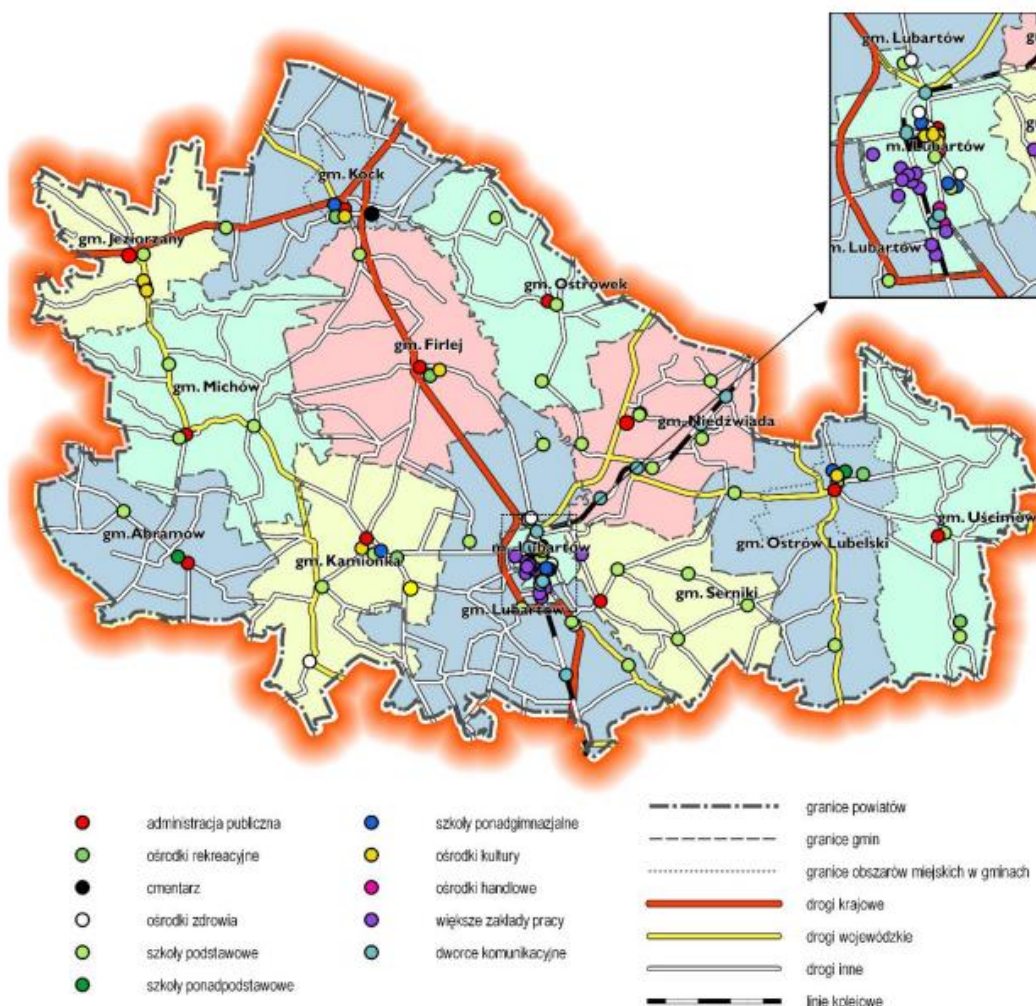 gm. Lubartów
m. Lubartów
m. Lubartów
gm. Kock
gm. Jeziorzany
gm. Ostrówek
gm. Firlej
gm. Michów
gm. Niedźwiada
gm. Abramów
gm. Uścimów
m. Lubartów
gm. Kamionka
gm. Ostrów Lubelski
gm. Serniki
gm. Lubartów
administracja publiczna
ośrodki rekreacyjne
cmentarz
ośrodki zdrowia
szkoły podstawowe
szkoły ponadpodstawowe
szkoły ponadgimnazjalne
ośrodki kultury
ośrodki handlowe
większe zakłady pracy
dworce komunikacyjne
granice powiatów
granice gmin
granice obszarów miejskich w gminach
drogi krajowe
drogi wojewódzkie
drogi inne
linie kolejowe